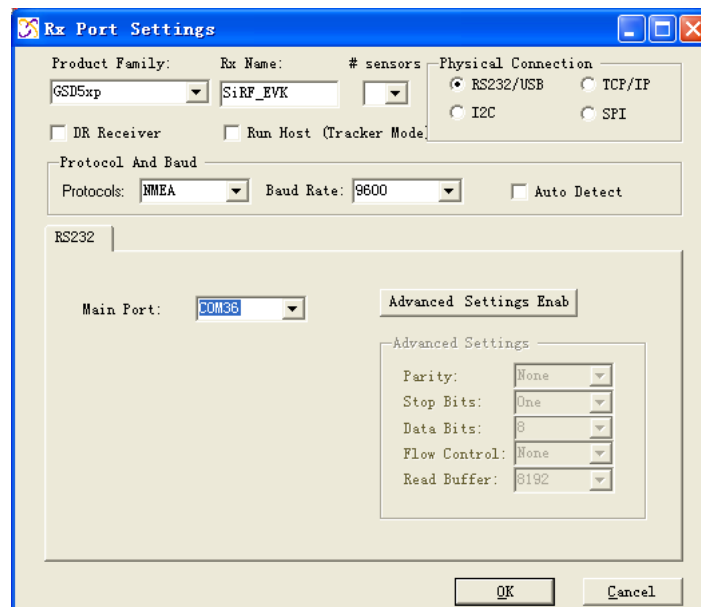 Rx Port Settings
Product Family: Rx Name: # sensors Physical Connection
GSD5xp SiRF_EVK RS232/USB TCP/IP
I2C SPI
DR Receiver Run Host (Tracker Mode)
Protocol And Baud
Protocols: NMEA Baud Rate: 9600 Auto Detect
RS232
Main Port: COM36 Advanced Settings Enab
Advanced Settings
Parity: None
Stop Bits: One
Data Bits: 8
Flow Control: None
Read Buffer: 8192
OK Cancel